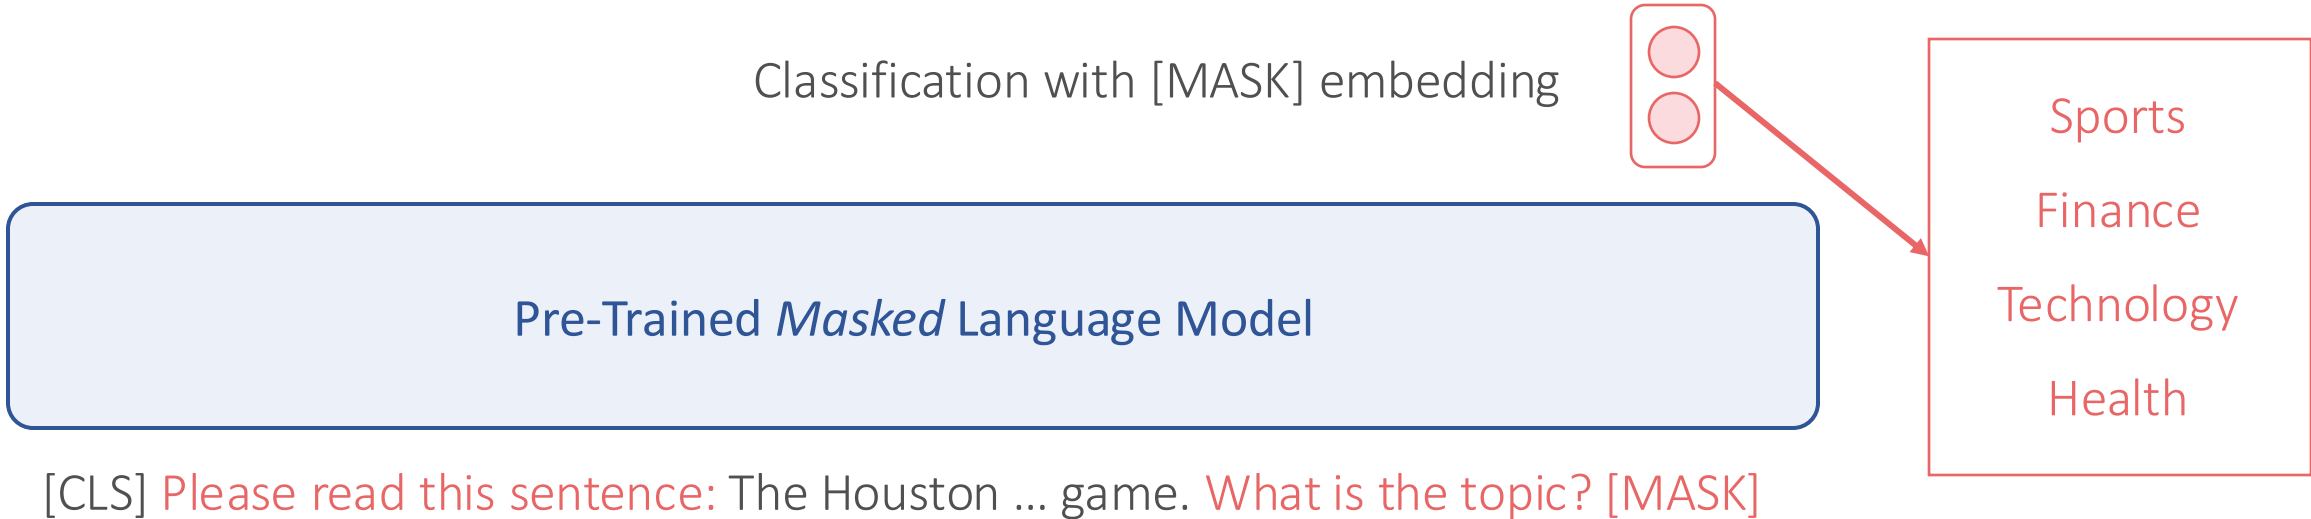 Classification with [MASK] embedding
Sports
Finance
Technology
Health
Pre-Trained Masked Language Model
[CLS] Please read this sentence: The Houston ... game. What is the topic? [MASK]